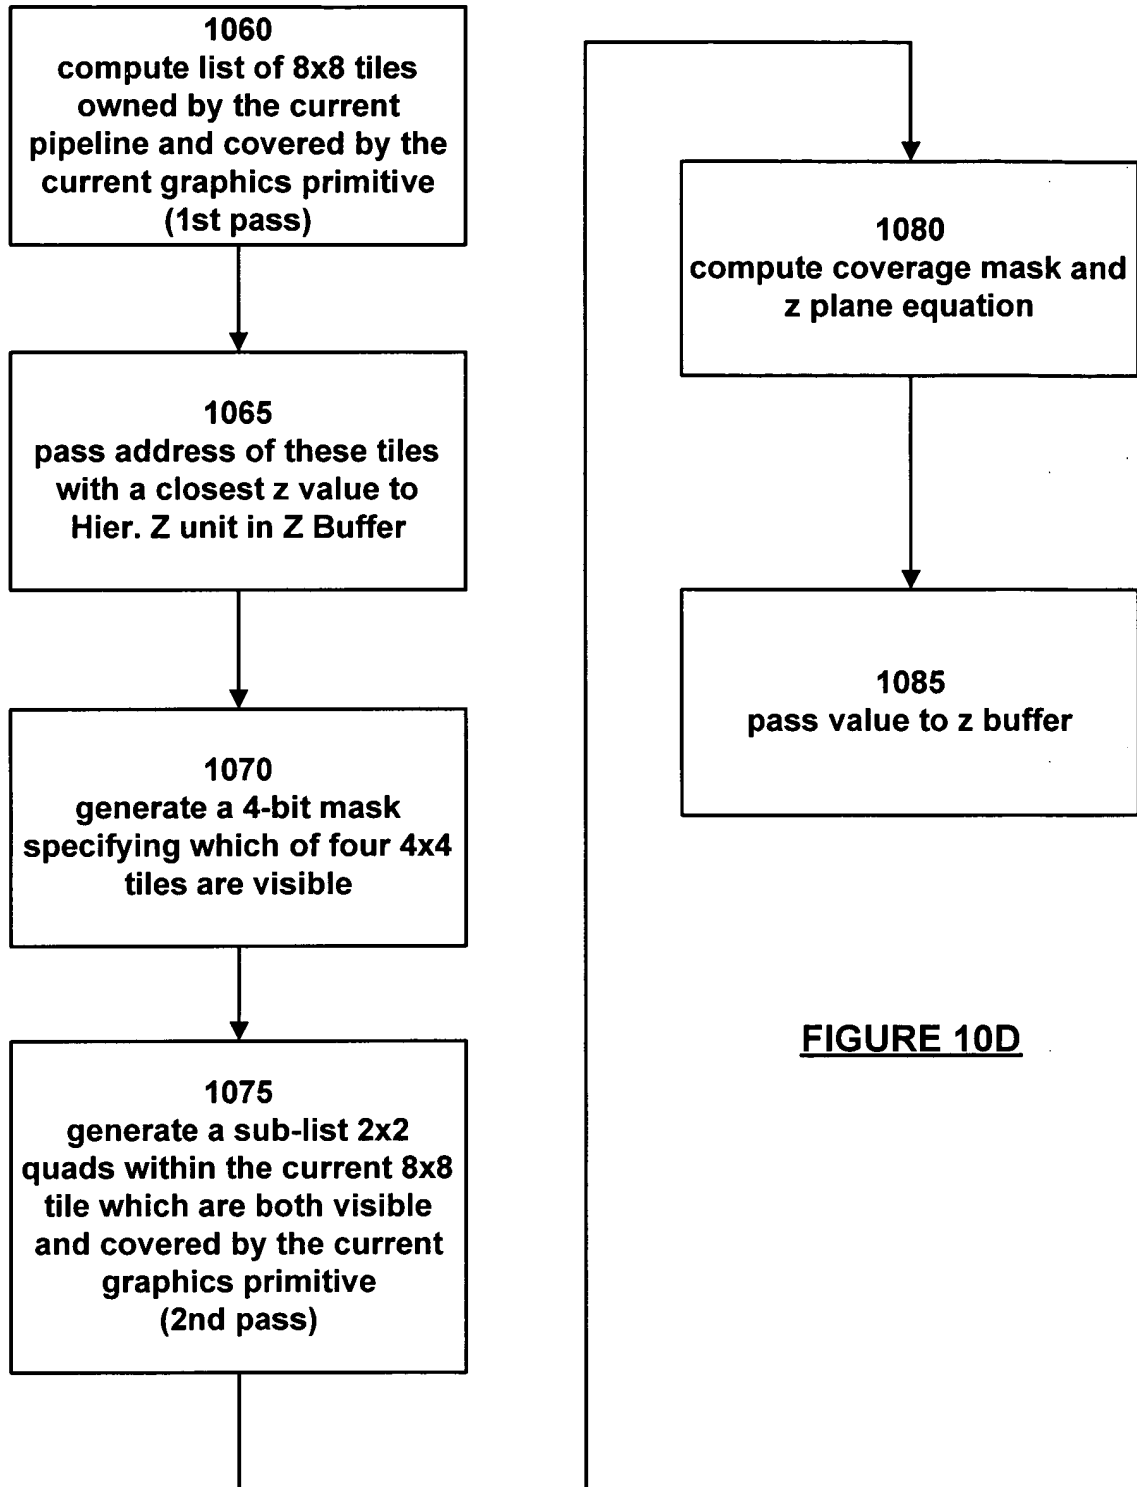 1060
compute list of 8x8 tiles
owned by the current
pipeline and covered by the
current graphics primitive
(1st pass)
1065
pass address of these tiles
with a closest z value to
Hier. Z unit in Z Buffer
1070
generate a 4-bit mask
specifying which of four 4x4
tiles are visible
1075
generate a sub-list 2x2
quads within the current 8x8
tile which are both visible
and covered by the current
graphics primitive
(2nd pass)
1080
compute coverage mask and
z plane equation
1085
pass value to z buffer
FIGURE 10D